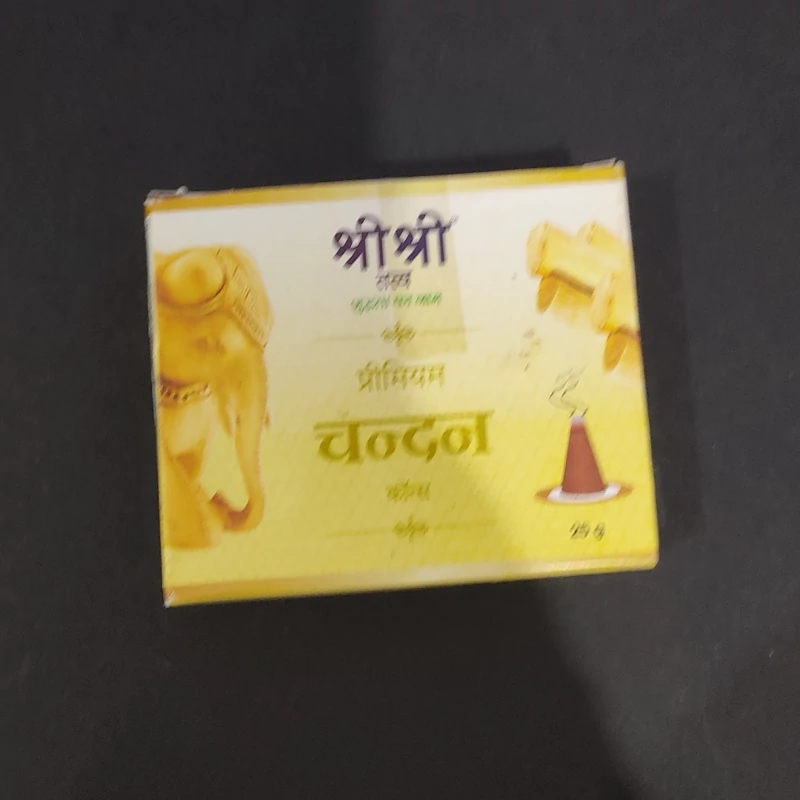 श्री श्री
तत्त्व
प्रीमियम
चन्दन
कोन्स
25 g